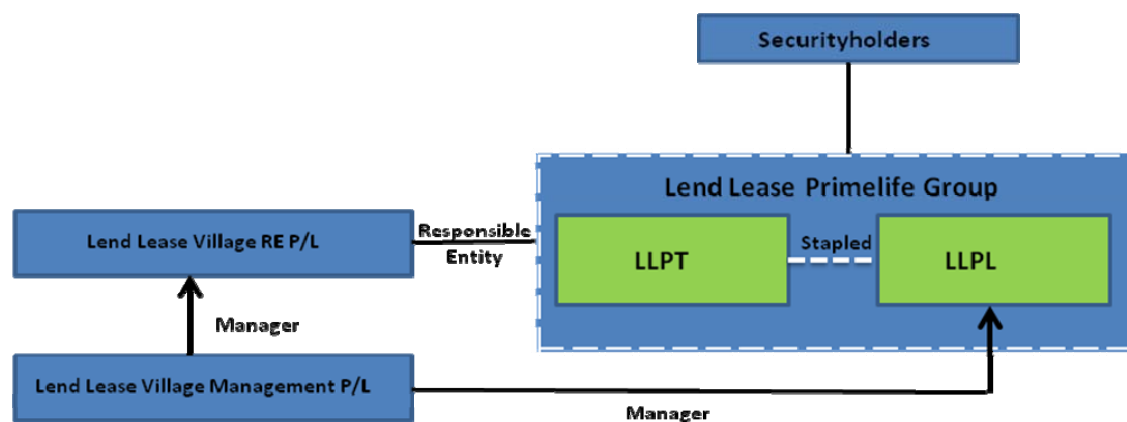 Securityholders
Lend Lease Primelife Group
Lend Lease Village RE P/L
Responsible
Entity
LLPT
Stapled
LLPL
Manager
Lend Lease Village Management P/L
Manager